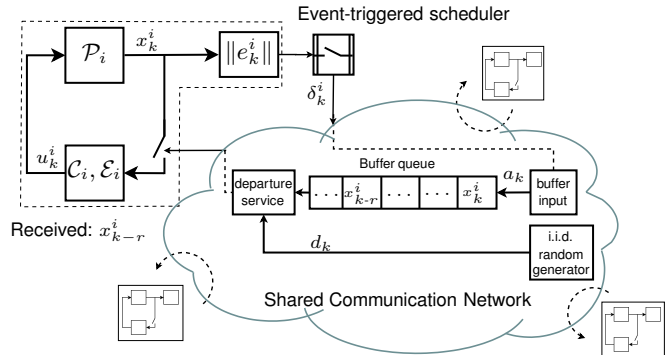 Event-triggered scheduler
𝒫_i
x_k^i
‖e_k^i‖
δ_k^i
u_k^i
𝒞_i, ℰ_i
Buffer queue
departure
service
... x_{k-r}^i ... ... x_k^i
a_k
buffer
input
Received: x_{k−r}^i
d_k
i.i.d.
random
generator
Shared Communication Network